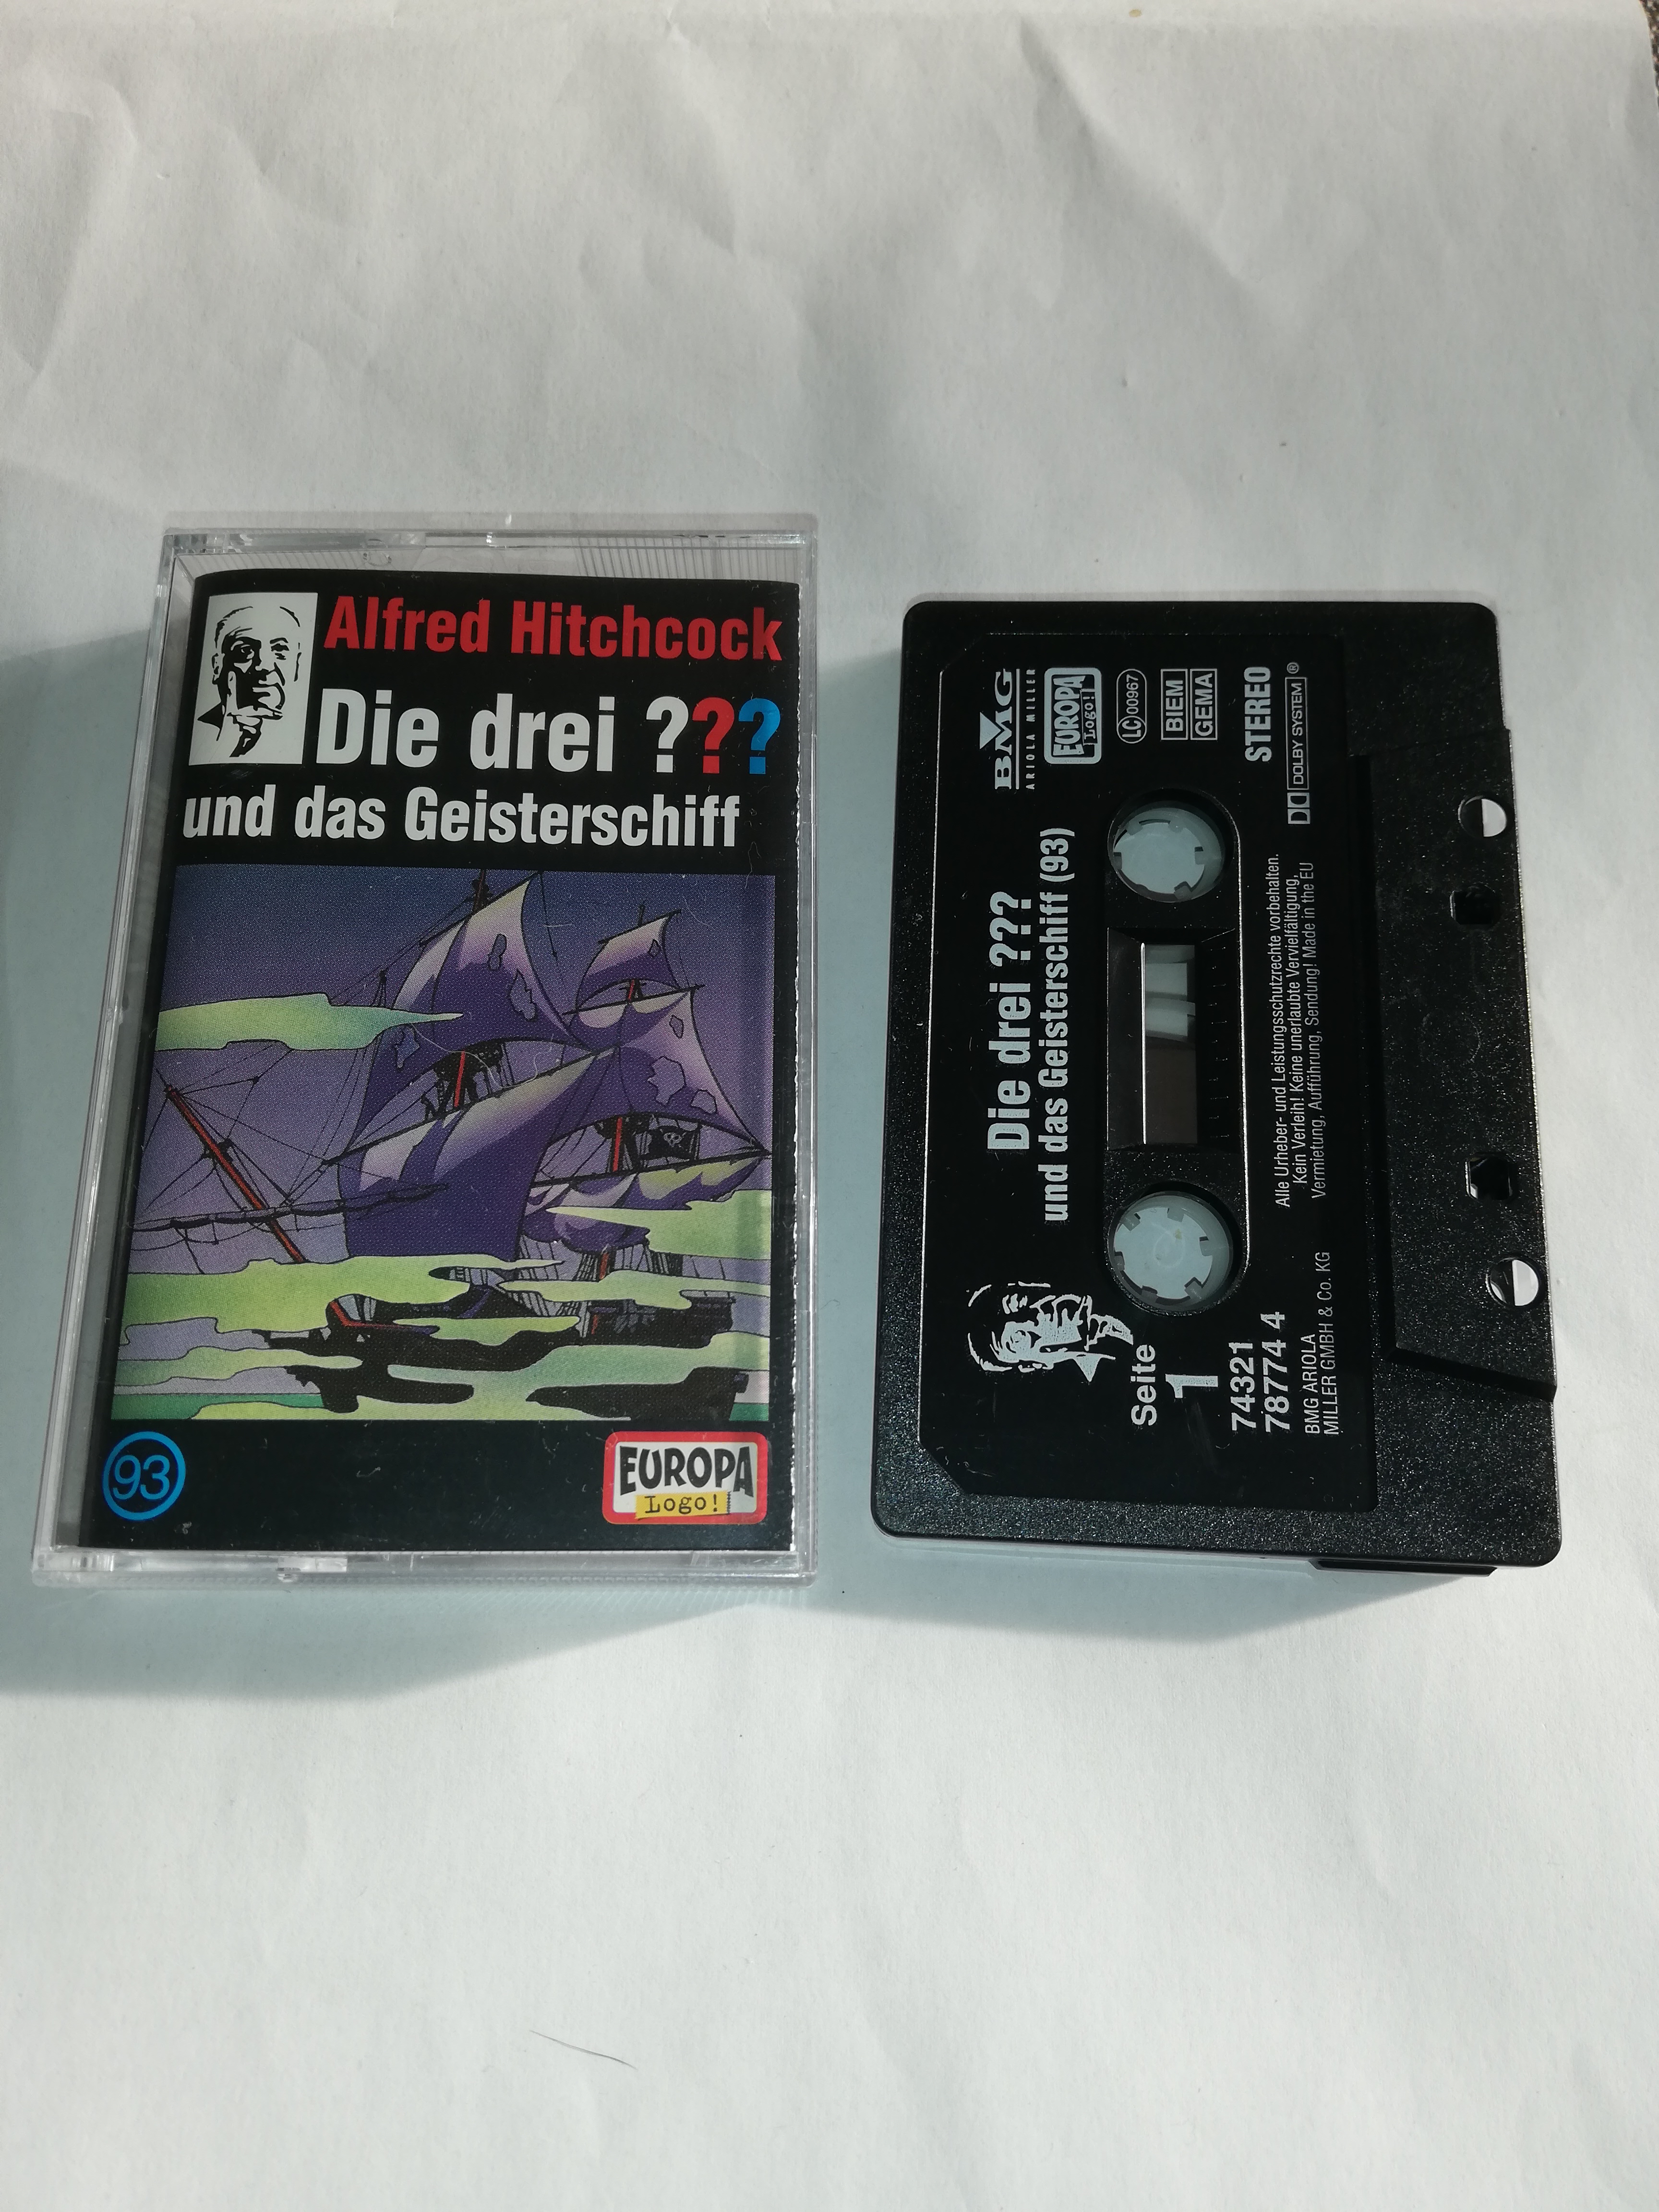 Alfred Hitchcock
Die drei ???
und das Geisterschiff
93
EUROPA
Logo!
BMG
ARIOLA MILLER
EUROPA
Logo!
LC 00967
BIEM
GEMA
STEREO
DOLBY SYSTEM®
Die drei ???
und das Geisterschiff (93)
Alle Urheber- und Leistungsschutzrechte vorbehalten.
Kein Verleih! Keine unerlaubte Vervielfältigung,
Vermietung, Aufführung, Sendung! Made in the EU
Seite
1
74321
78774 4
BMG ARIOLA
MILLER GMBH & Co. KG